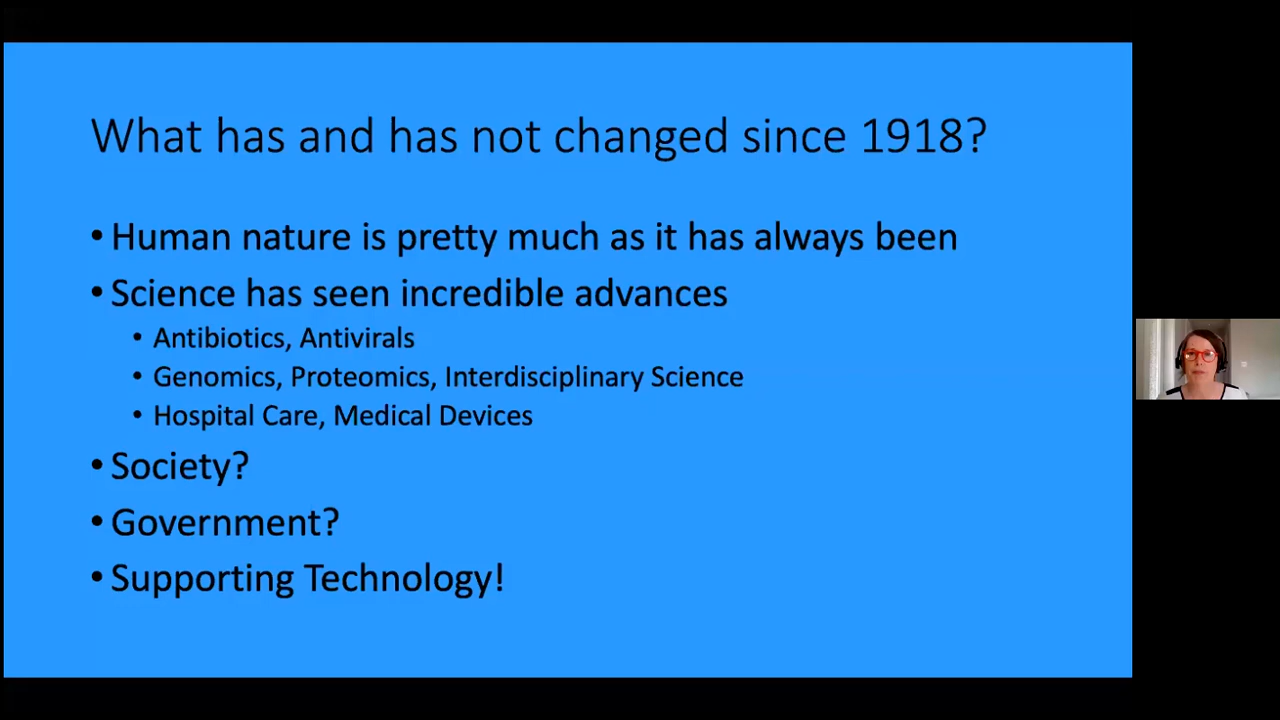 What has and has not changed since 1918?
• Human nature is pretty much as it has always been
• Science has seen incredible advances
• Antibiotics, Antivirals
• Genomics, Proteomics, Interdisciplinary Science
• Hospital Care, Medical Devices
• Society?
• Government?
• Supporting Technology!